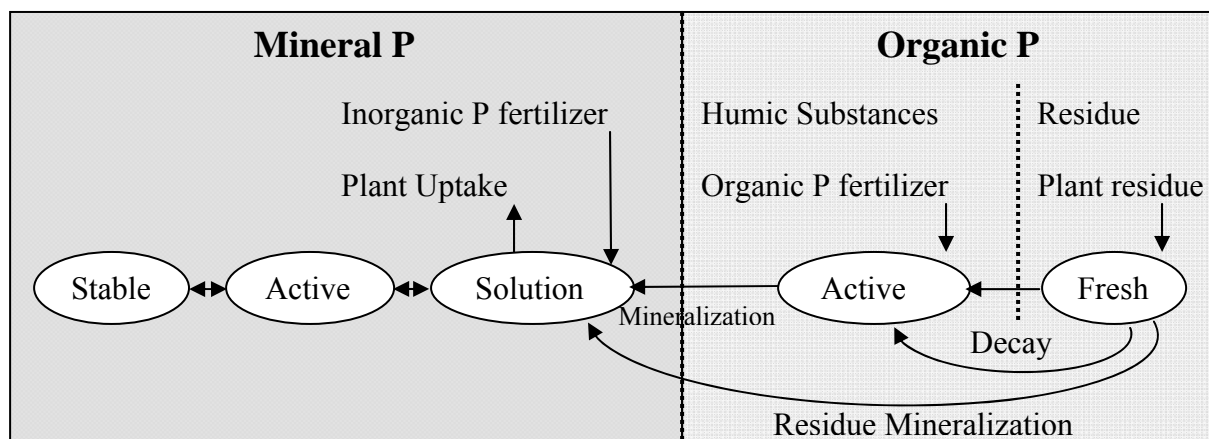 Mineral P
Organic P
Inorganic P fertilizer
Humic Substances
Residue
Plant Uptake
Organic P fertilizer
Plant residue
Stable
Active
Solution
Active
Fresh
Mineralization
Decay
Residue Mineralization